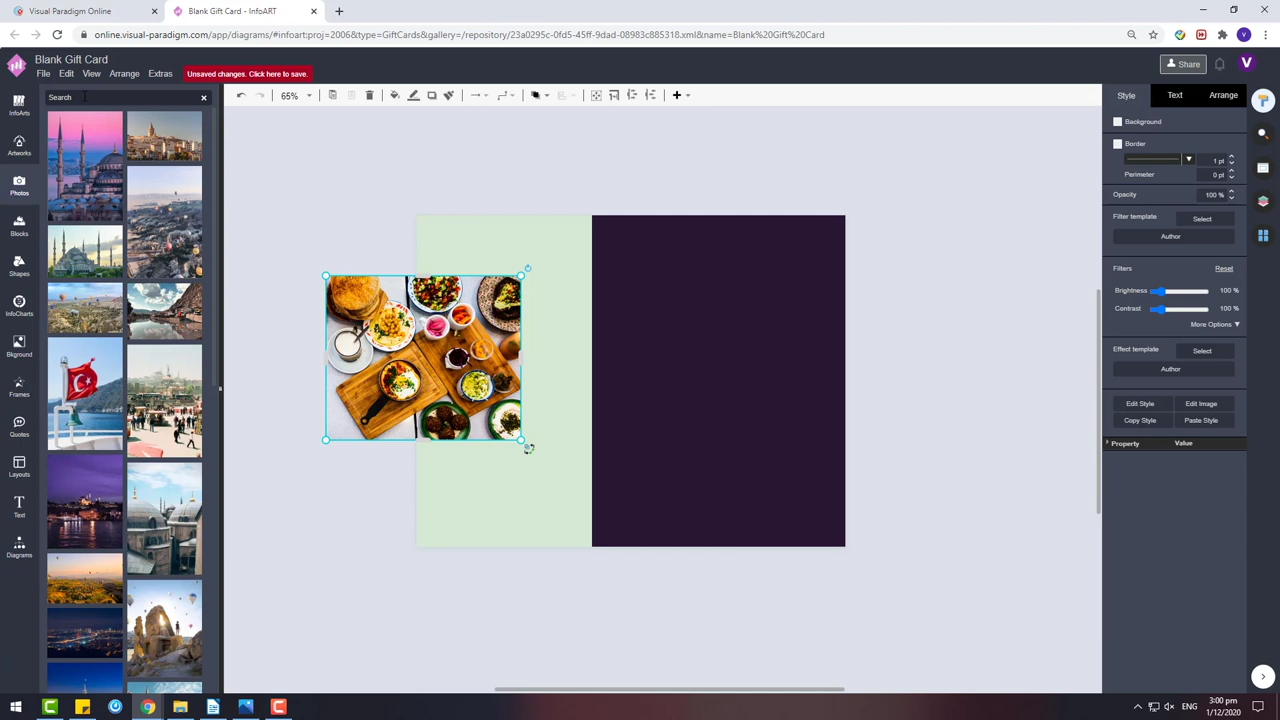 Visual Paradigm Online
Blank Gift Card - InfoART
online.visual-paradigm.com/app/diagrams/#infoart:proj=2006&type=GiftCards&gallery=/repository/23a0295c-0fd5-45ff-9dad-08983c885318.xml&name=Blank%20Gift%20Card
Blank Gift Card
File
Edit
View
Arrange
Extras
Unsaved changes. Click here to save.
Share
V
Search
65%
Style
Text
Arrange
InfoArts
Artworks
Photos
Blocks
Shapes
InfoCharts
Bkground
Frames
Quotes
Layouts
Text
Diagrams
Background
Border
1 pt
Perimeter
0 pt
Opacity
100 %
Filter template
Select
Author
Filters
Reset
Brightness
100 %
Contrast
100 %
More Options
Effect template
Select
Author
Edit Style
Edit Image
Copy Style
Paste Style
Property
Value
ENG
3:00 pm
1/12/2020